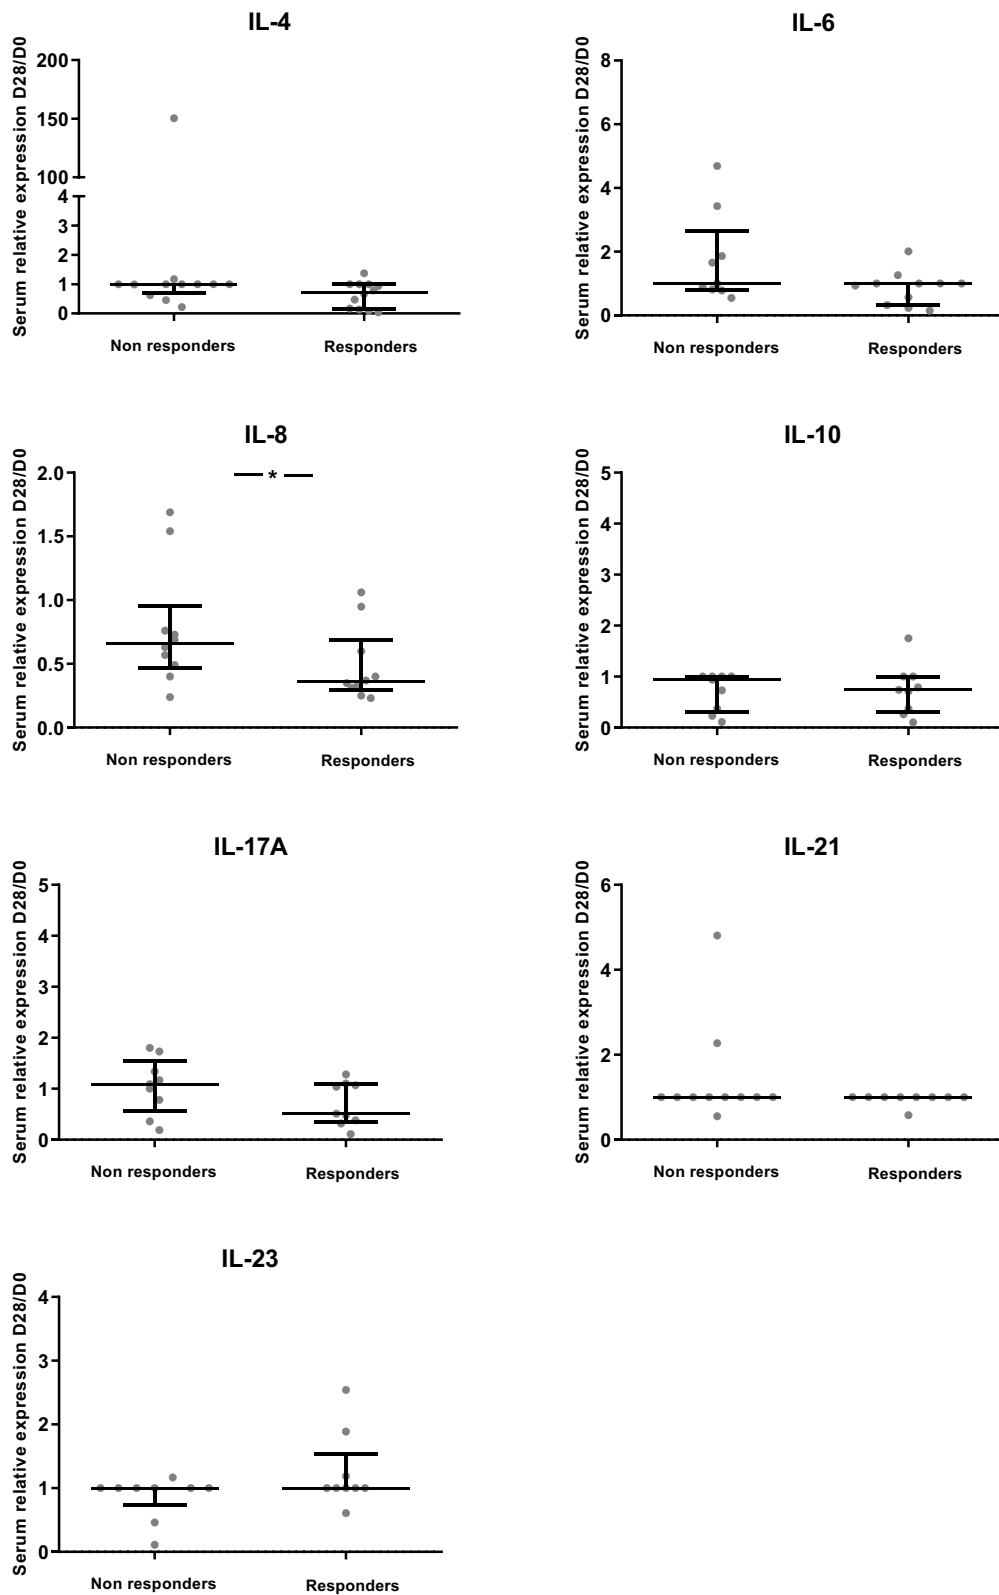 IL-4
Serum relative expression D28/D0
200
150
100
4
3
2
1
0
Non responders
Responders
IL-6
Serum relative expression D28/D0
8
6
4
2
0
Non responders
Responders
IL-8
*
Serum relative expression D28/D0
2.0
1.5
1.0
0.5
0.0
Non responders
Responders
IL-10
Serum relative expression D28/D0
5
4
3
2
1
0
Non responders
Responders
IL-17A
Serum relative expression D28/D0
5
4
3
2
1
0
Non responders
Responders
IL-21
Serum relative expression D28/D0
6
4
2
0
Non responders
Responders
IL-23
Serum relative expression D28/D0
4
3
2
1
0
Non responders
Responders